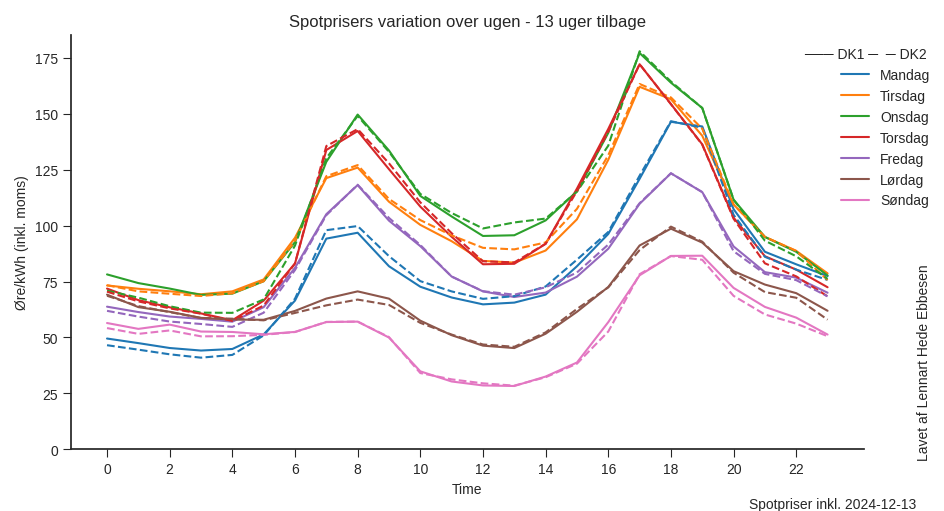 Spotprisers variation over ugen - 13 uger tilbage
DK1 DK2
Mandag
Tirsdag
Onsdag
Torsdag
Fredag
Lørdag
Søndag
Øre/kWh (inkl. moms)
175
150
125
100
75
50
25
0
0 2 4 6 8 10 12 14 16 18 20 22
Time
Lavet af Lennart Hede Ebbesen
Spotpriser inkl. 2024-12-13